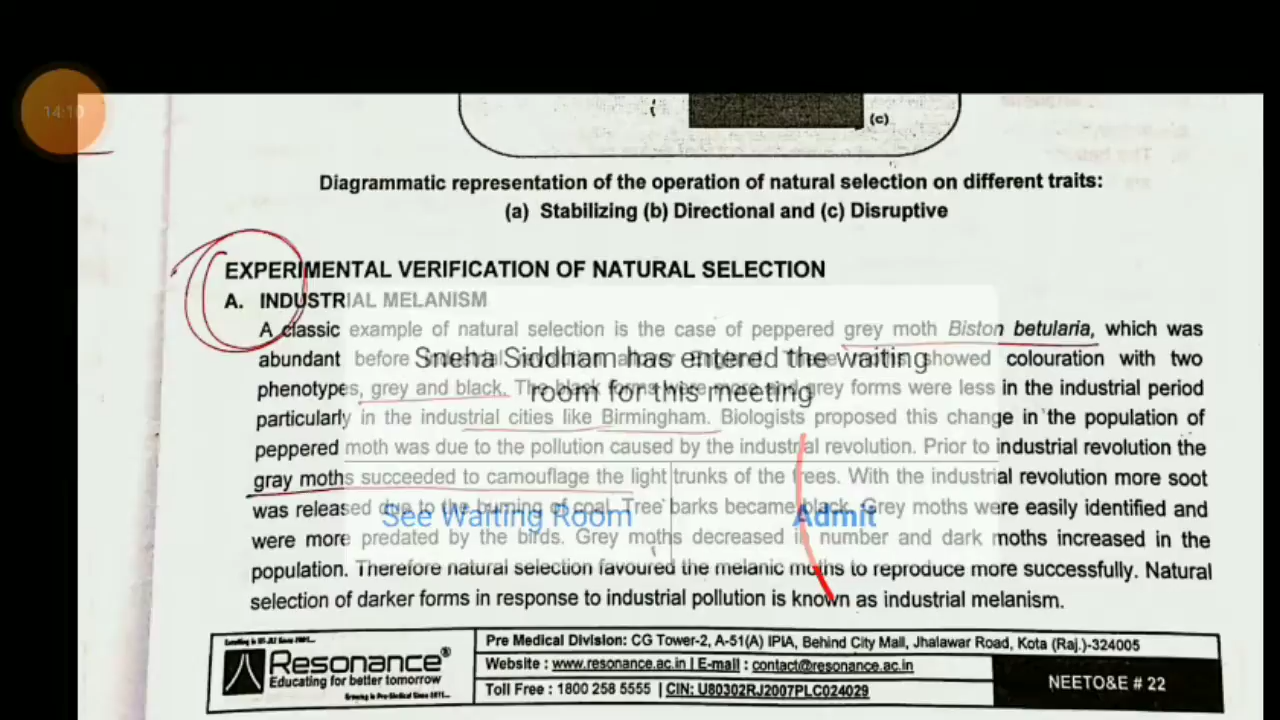 14:10
(c)
Diagrammatic representation of the operation of natural selection on different traits:
(a) Stabilizing (b) Directional and (c) Disruptive
EXPERIMENTAL VERIFICATION OF NATURAL SELECTION
A. INDUSTRIAL MELANISM
A classic example of natural selection is the case of peppered grey moth Biston betularia, which was
abundant before industrial showed colouration with two
Sneha Siddham has entered the waiting
room for this meeting
phenotypes, grey and black. The black forms were more and grey forms were less in the industrial period
particularly in the industrial cities like Birmingham. Biologists proposed this change in the population of
peppered moth was due to the pollution caused by the industrial revolution. Prior to industrial revolution the
gray moths succeeded to camouflage the light trunks of the trees. With the industrial revolution more soot
was released due to the burning of coal. Tree barks became black. Grey moths were easily identified and
See Waiting Room Admit
were more predated by the birds. Grey moths decreased in number and dark moths increased in the
population. Therefore natural selection favoured the melanic moths to reproduce more successfully. Natural
selection of darker forms in response to industrial pollution is known as industrial melanism.
Resonance®
Educating for better tomorrow
Pre Medical Division: CG Tower-2, A-51(A) IPIA, Behind City Mall, Jhalawar Road, Kota (Raj.)-324005
Website : www.resonance.ac.in | E-mail : contact@resonance.ac.in
Toll Free : 1800 258 5555 | CIN: U80302RJ2007PLC024029
NEETO&E # 22